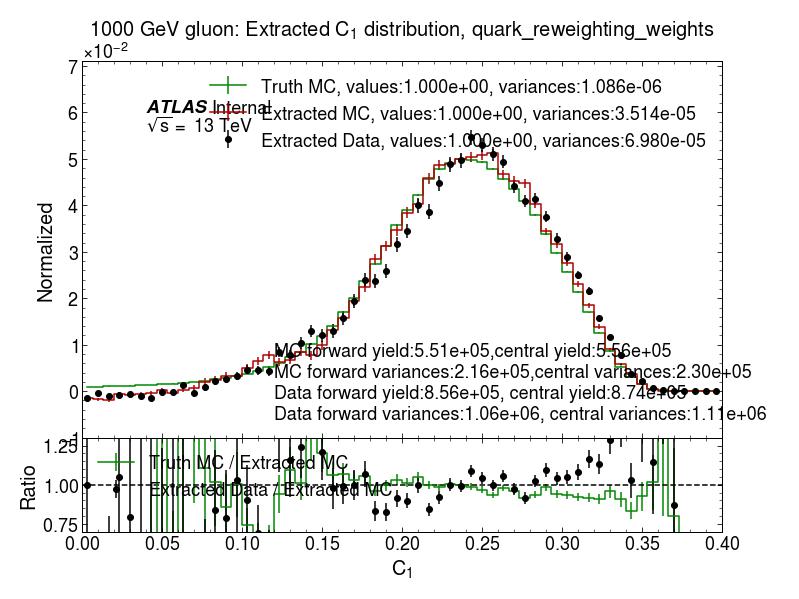 1000 GeV gluon: Extracted C₁ distribution, quark_reweighting_weights
×10⁻²
7
6
5
4
3
2
1
0
Normalized
Truth MC, values:1.000e+00, variances:1.086e-06
Extracted MC, values:1.000e+00, variances:3.514e-05
Extracted Data, values:1.000e+00, variances:6.980e-05
ATLAS Internal
√s = 13 TeV
MC forward yield:5.51e+05,central yield:5.56e+05
MC forward variances:2.16e+05,central variances:2.30e+05
Data forward yield:8.56e+05, central yield:8.74e+05
Data forward variances:1.06e+06, central variances:1.11e+06
1.25
1.00
0.75
Ratio
Truth MC / Extracted MC
Extracted Data / Extracted MC
0.00 0.05 0.10 0.15 0.20 0.25 0.30 0.35 0.40
C₁